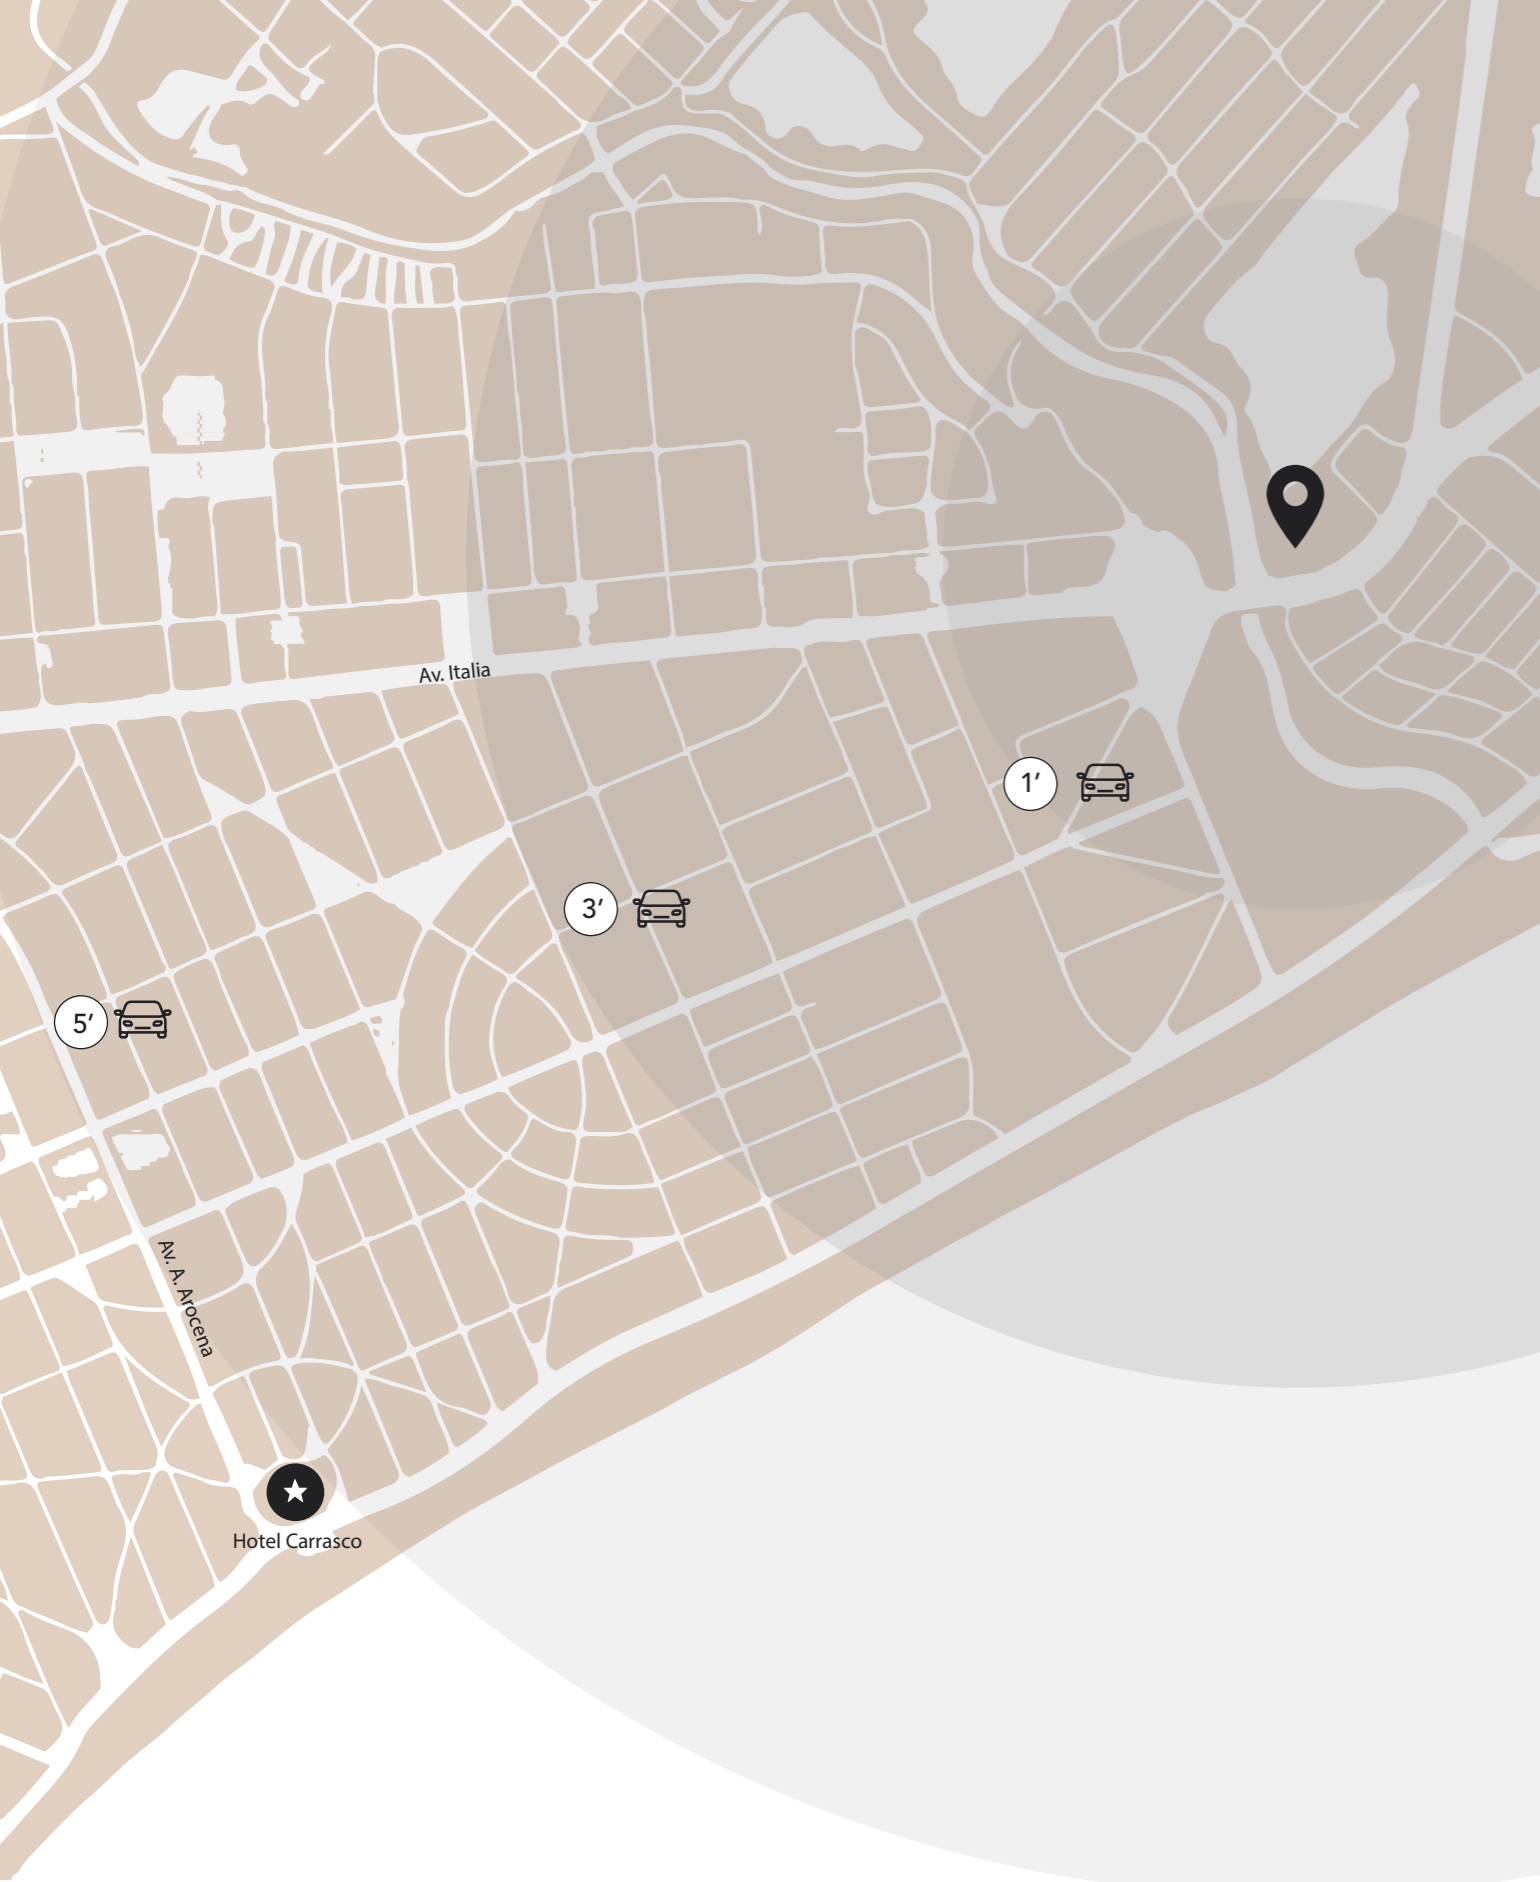 Av. Italia
1’
3’
5’
Av. A. Arocena
Hotel Carrasco